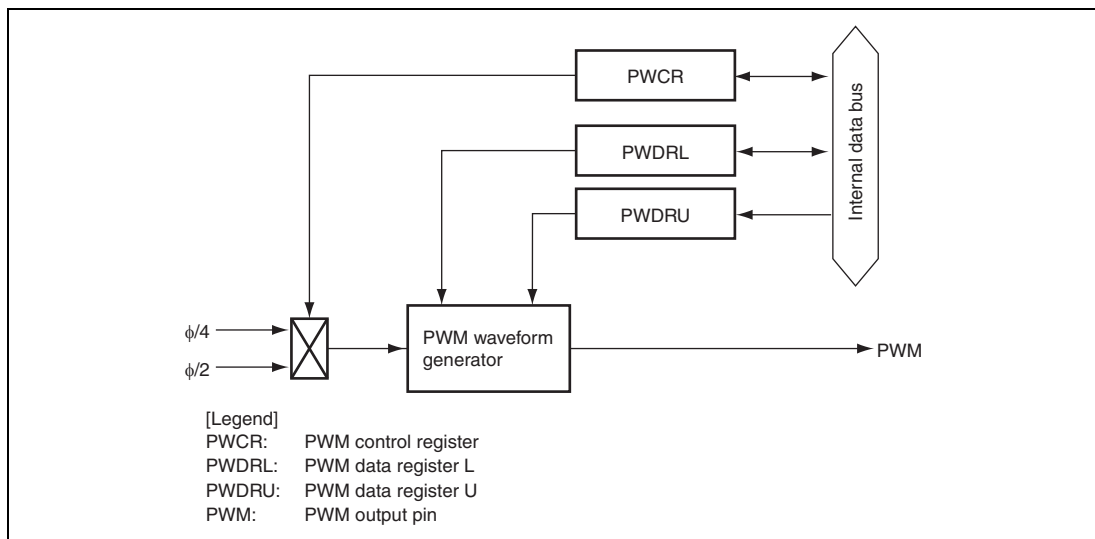 PWCR
PWDRL
PWDRU
Internal data bus
ϕ/4
ϕ/2
PWM waveform
generator
PWM
[Legend]
PWCR: PWM control register
PWDRL: PWM data register L
PWDRU: PWM data register U
PWM: PWM output pin